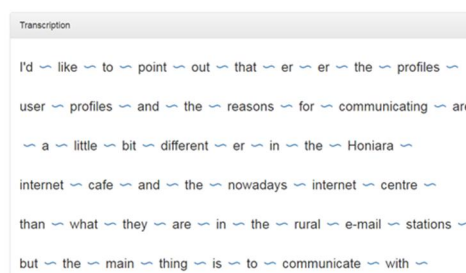 Transcription
I'd like to point out that er er the profiles
user profiles and the reasons for communicating are
a little bit different er in the Honiara
internet cafe and the nowadays internet centre
than what they are in the rural e-mail stations
but the main thing is to communicate with